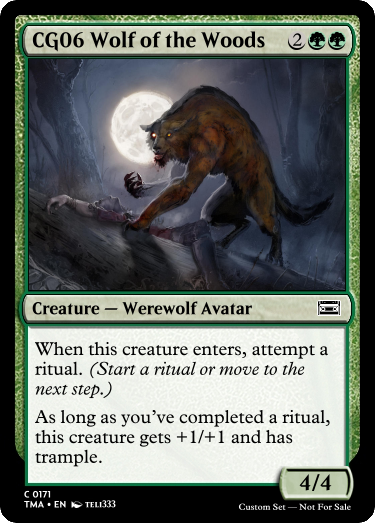 CG06 Wolf of the Woods 2
Creature — Werewolf Avatar
When this creature enters, attempt a
ritual. (Start a ritual or move to the
next step.)
As long as you've completed a ritual,
this creature gets +1/+1 and has
trample.
4/4
C 0171
TMA • EN TELI333
Custom Set — Not For Sale